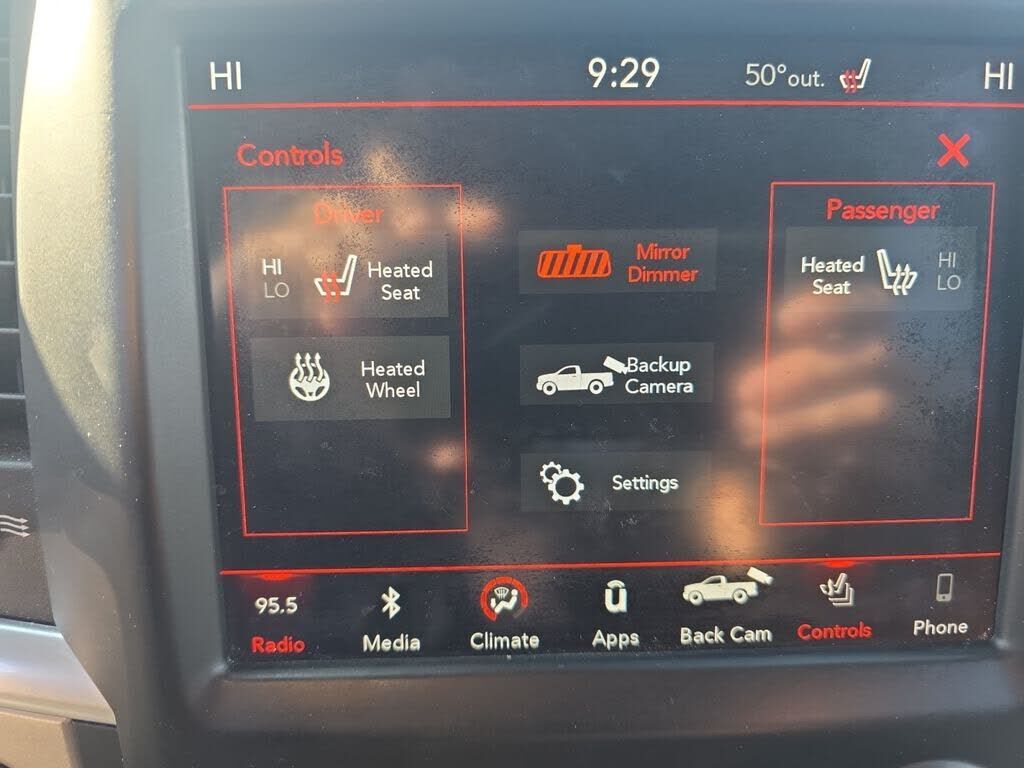 HI 9:29 50° out. HI
Controls
Driver
HI
LO
Heated
Seat
Heated
Wheel
Mirror
Dimmer
Backup
Camera
Settings
Passenger
Heated
Seat
HI
LO
95.5
Radio
Media
Climate
Apps
Back Cam
Controls
Phone